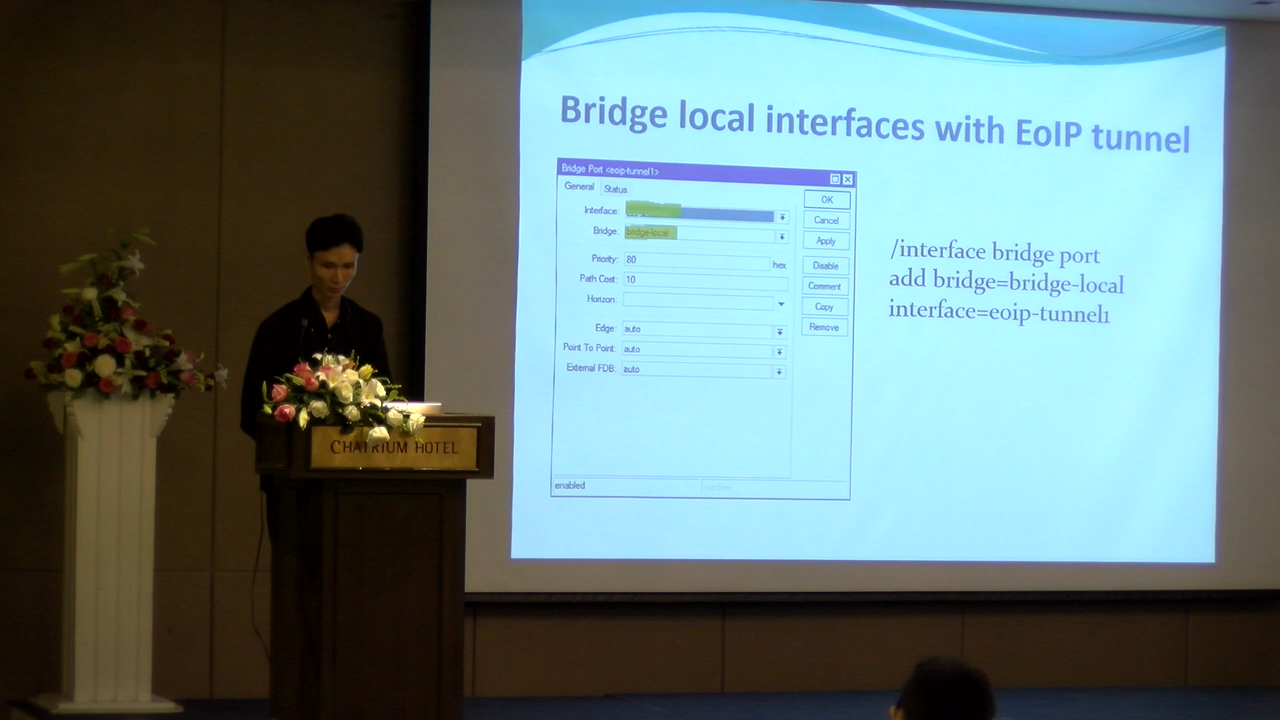 Bridge local interfaces with EoIP tunnel
Bridge Port <eoip-tunnel1>
General Status
Interface:
Bridge: bridge-local
Priority: 80 hex
Path Cost: 10
Horizon:
Edge: auto
Point To Point: auto
External FDB: auto
enabled
OK
Cancel
Apply
Disable
Comment
Copy
Remove
/interface bridge port
add bridge=bridge-local
interface=eoip-tunnel1
CHATRIUM HOTEL